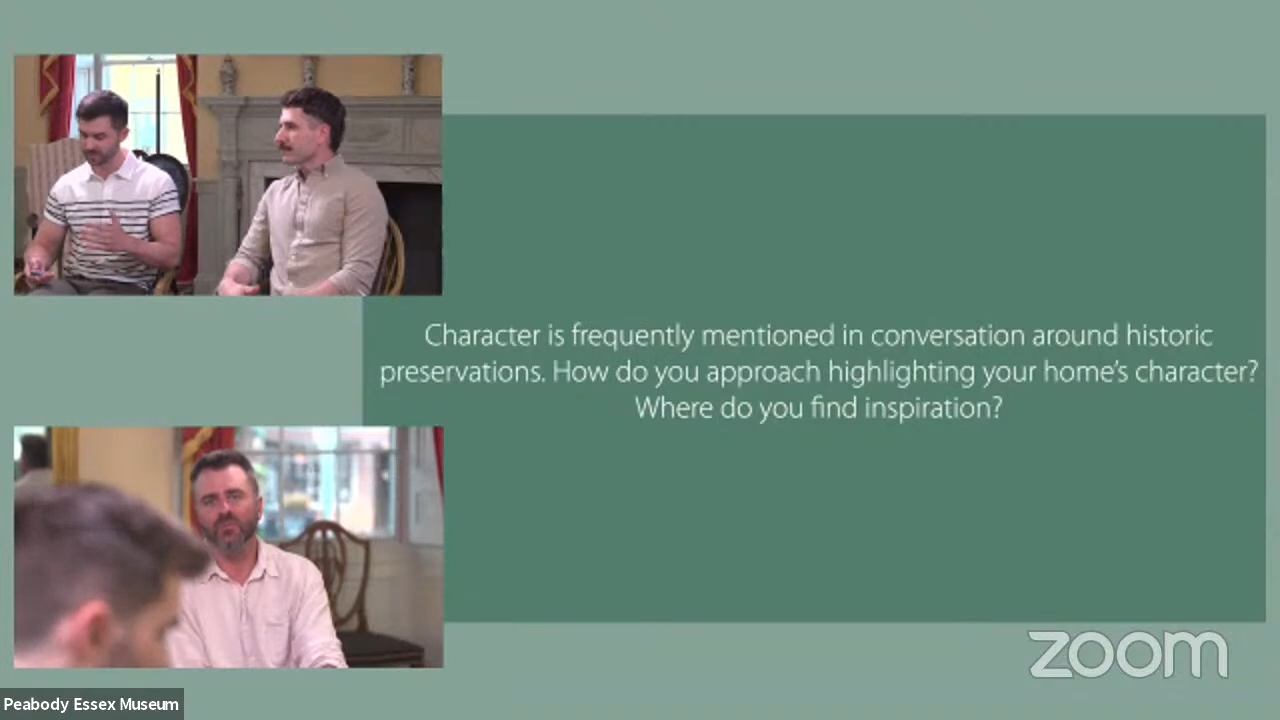 Character is frequently mentioned in conversation around historic
preservations. How do you approach highlighting your home's character?
Where do you find inspiration?
zoom
Peabody Essex Museum